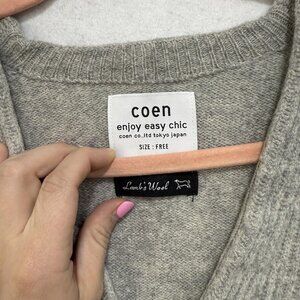 coen
enjoy easy chic
coen co.,ltd tokyo japan
SIZE : FREE
Lamb's Wool